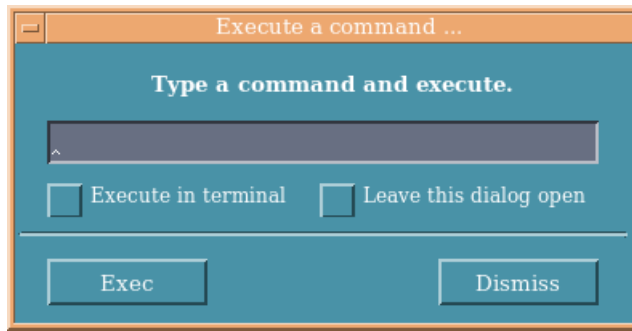 Execute a command ...
Type a command and execute.
Execute in terminal
Leave this dialog open
Exec
Dismiss